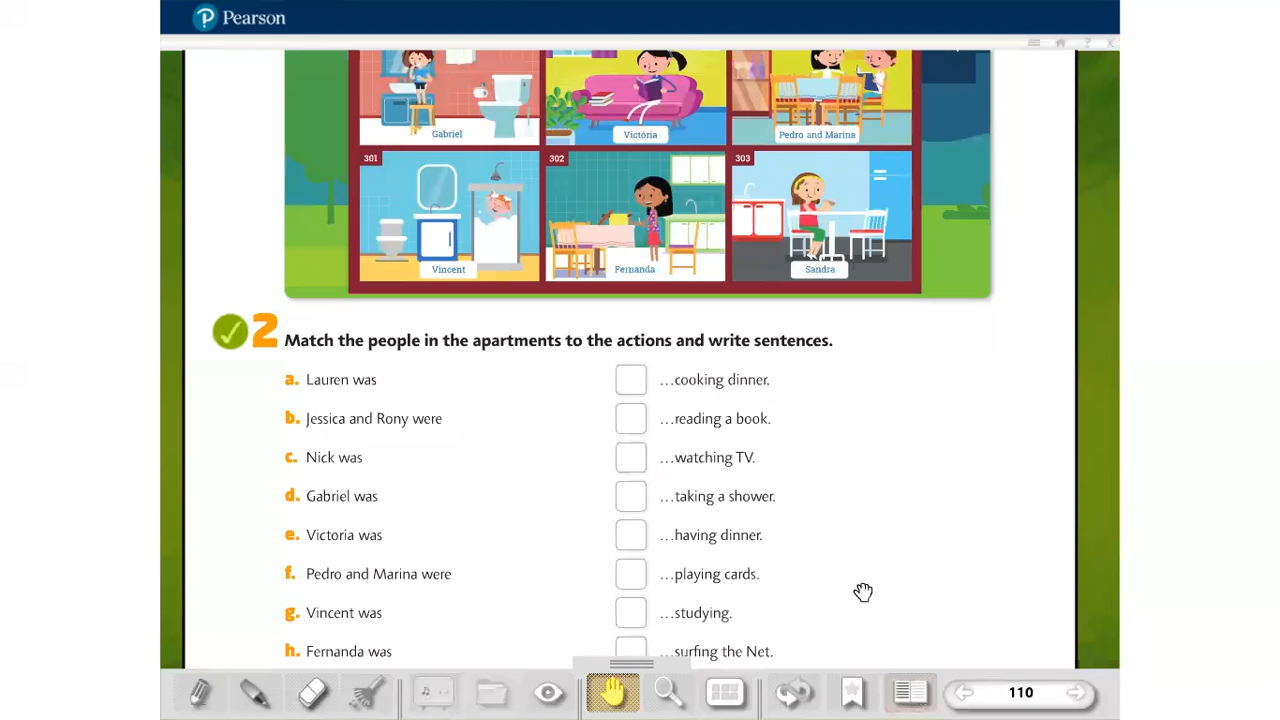 Pearson
Gabriel
Victoria
Pedro and Marina
301
302
303
Vincent
Fernanda
Sandra
2 Match the people in the apartments to the actions and write sentences.
a. Lauren was
…cooking dinner.
b. Jessica and Rony were
…reading a book.
c. Nick was
…watching TV.
d. Gabriel was
…taking a shower.
e. Victoria was
…having dinner.
f. Pedro and Marina were
…playing cards.
g. Vincent was
…studying.
h. Fernanda was
…surfing the Net.
110